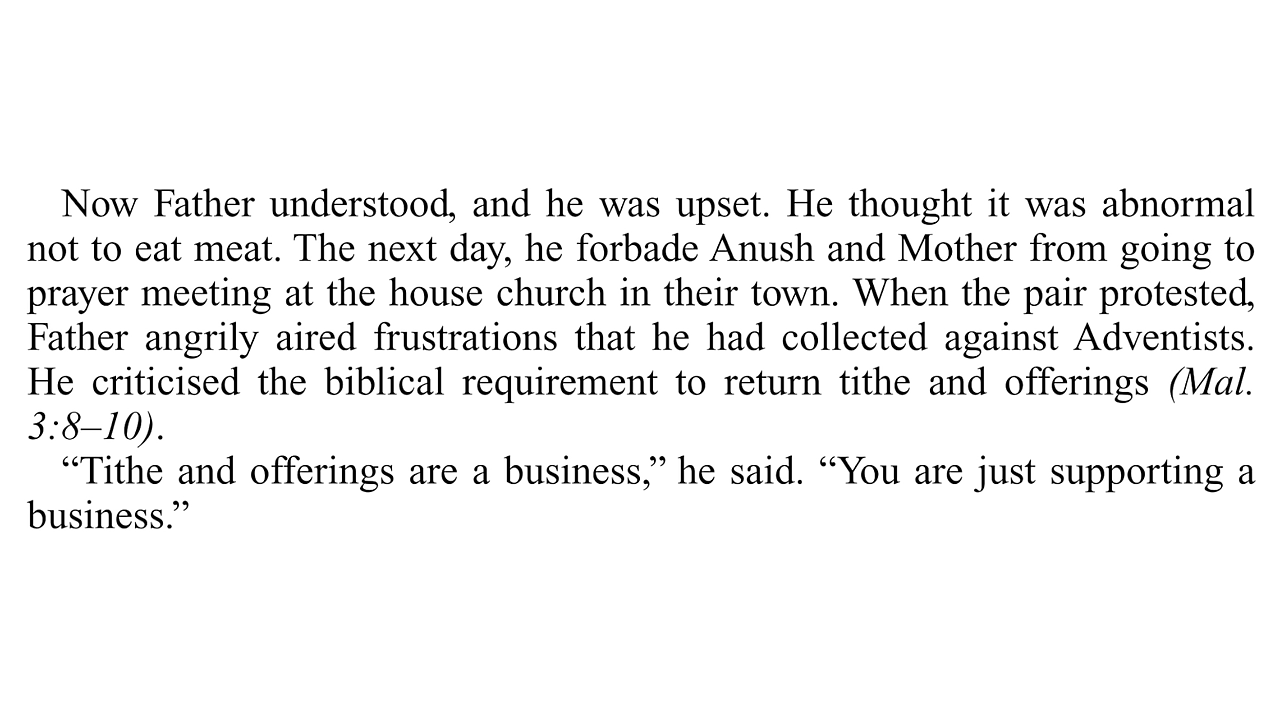 Now Father understood, and he was upset. He thought it was abnormal
not to eat meat. The next day, he forbade Anush and Mother from going to
prayer meeting at the house church in their town. When the pair protested,
Father angrily aired frustrations that he had collected against Adventists.
He criticised the biblical requirement to return tithe and offerings (Mal.
3:8–10).
“Tithe and offerings are a business,” he said. “You are just supporting a
business.”